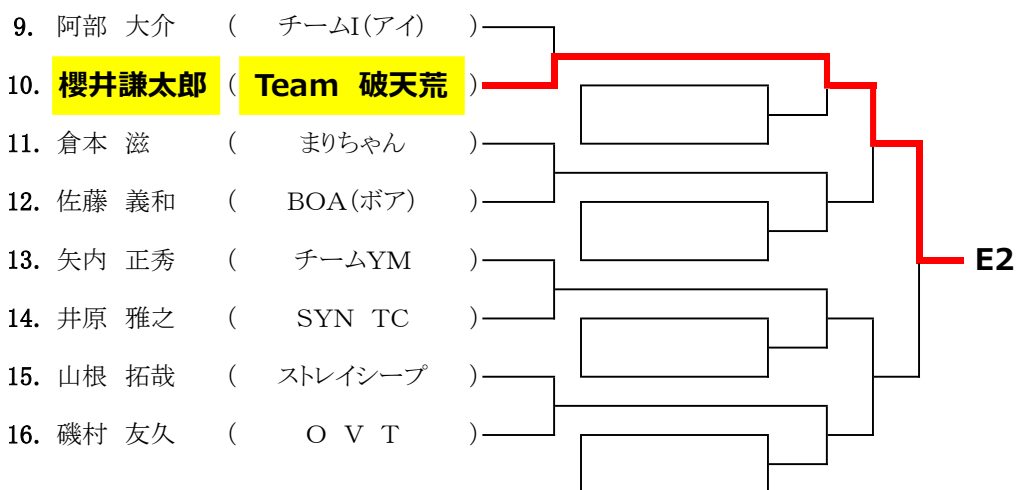 9. 阿部 大介 ( チームI(アイ) )
10. 櫻井謙太郎 ( Team 破天荒 )
11. 倉本 滋 ( まりちゃん )
12. 佐藤 義和 ( BOA(ボア) )
13. 矢内 正秀 ( チームYM )
E2
14. 井原 雅之 ( SYN TC )
15. 山根 拓哉 ( ストレイシープ )
16. 磯村 友久 ( O V T )